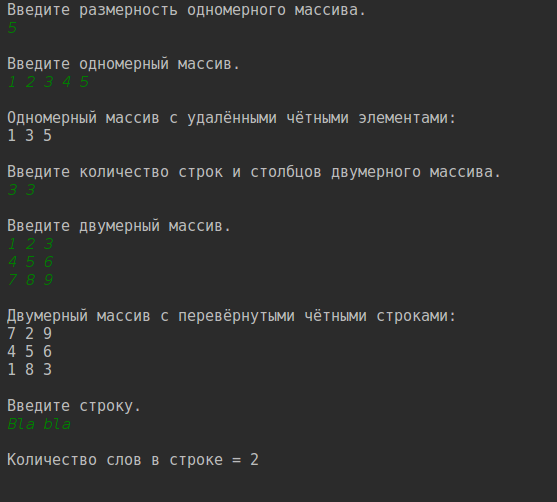 Введите размерность одномерного массива.
5
Введите одномерный массив.
1 2 3 4 5
Одномерный массив с удалёнными чётными элементами:
1 3 5
Введите количество строк и столбцов двумерного массива.
3 3
Введите двумерный массив.
1 2 3
4 5 6
7 8 9
Двумерный массив с перевёрнутыми чётными строками:
7 2 9
4 5 6
1 8 3
Введите строку.
Bla bla
Количество слов в строке = 2